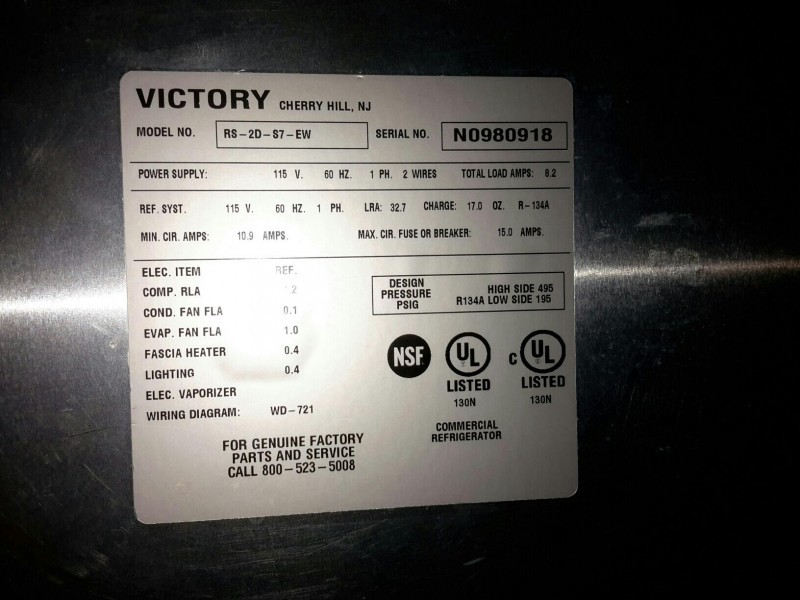 VICTORY CHERRY HILL, NJ
MODEL NO. RS-2D-S7-EW SERIAL NO. N0980918
POWER SUPPLY: 115 V. 60 HZ. 1 PH. 2 WIRES TOTAL LOAD AMPS: 8.2
REF. SYST. 115 V. 60 HZ. 1 PH. LRA: 32.7 CHARGE: 17.0 OZ. R-134A
MIN. CIR. AMPS: 10.9 AMPS. MAX. CIR. FUSE OR BREAKER: 15.0 AMPS.
ELEC. ITEM REF.
COMP. RLA
COND. FAN FLA 0.1
EVAP. FAN FLA 1.0
FASCIA HEATER 0.4
LIGHTING 0.4
ELEC. VAPORIZER
WIRING DIAGRAM: WD-721
DESIGN
PRESSURE
PSIG
HIGH SIDE 495
R134A LOW SIDE 195
NSF
UL
LISTED
130N
C UL
LISTED
130N
COMMERCIAL
REFRIGERATOR
FOR GENUINE FACTORY
PARTS AND SERVICE
CALL 800-523-5008